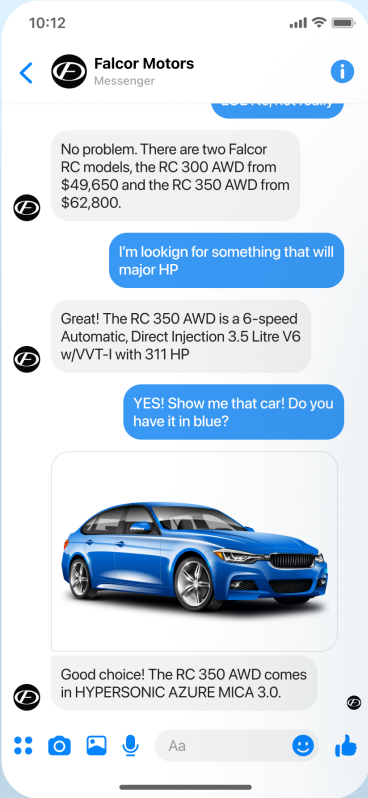 10:12
Falcor Motors
Messenger
No problem. There are two Falcor
RC models, the RC 300 AWD from
$49,650 and the RC 350 AWD from
$62,800.
I'm lookign for something that will
major HP
Great! The RC 350 AWD is a 6-speed
Automatic, Direct Injection 3.5 Litre V6
w/VVT-I with 311 HP
YES! Show me that car! Do you
have it in blue?
Good choice! The RC 350 AWD comes
in HYPERSONIC AZURE MICA 3.0.
Aa